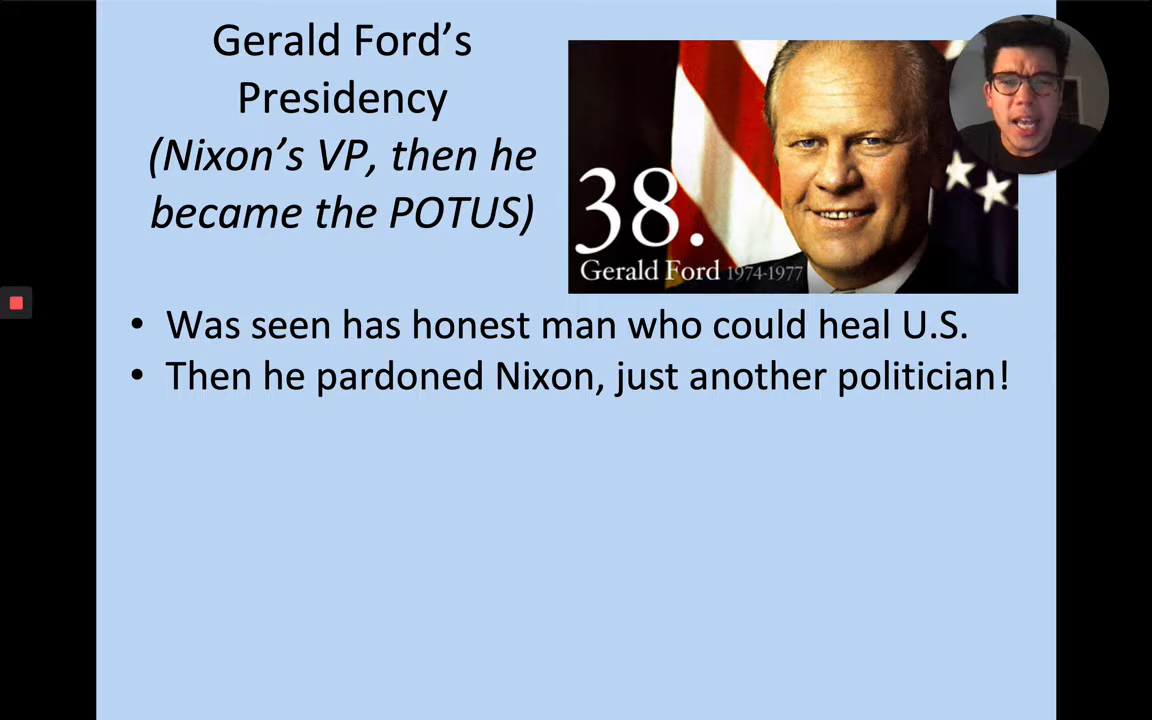 Gerald Ford’s
Presidency
(Nixon’s VP, then he
became the POTUS)
38.
Gerald Ford 1974-1977
• Was seen has honest man who could heal U.S.
• Then he pardoned Nixon, just another politician!